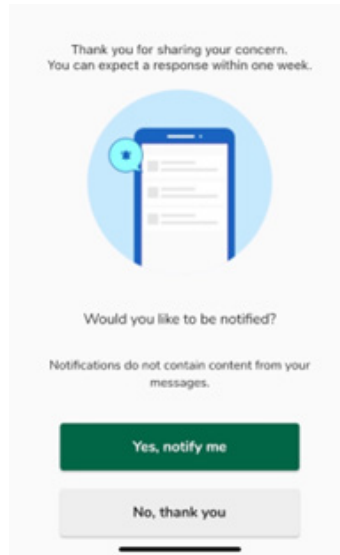 Thank you for sharing your concern.
You can expect a response within one week.
Would you like to be notified?
Notifications do not contain content from your
messages.
Yes, notify me
No, thank you